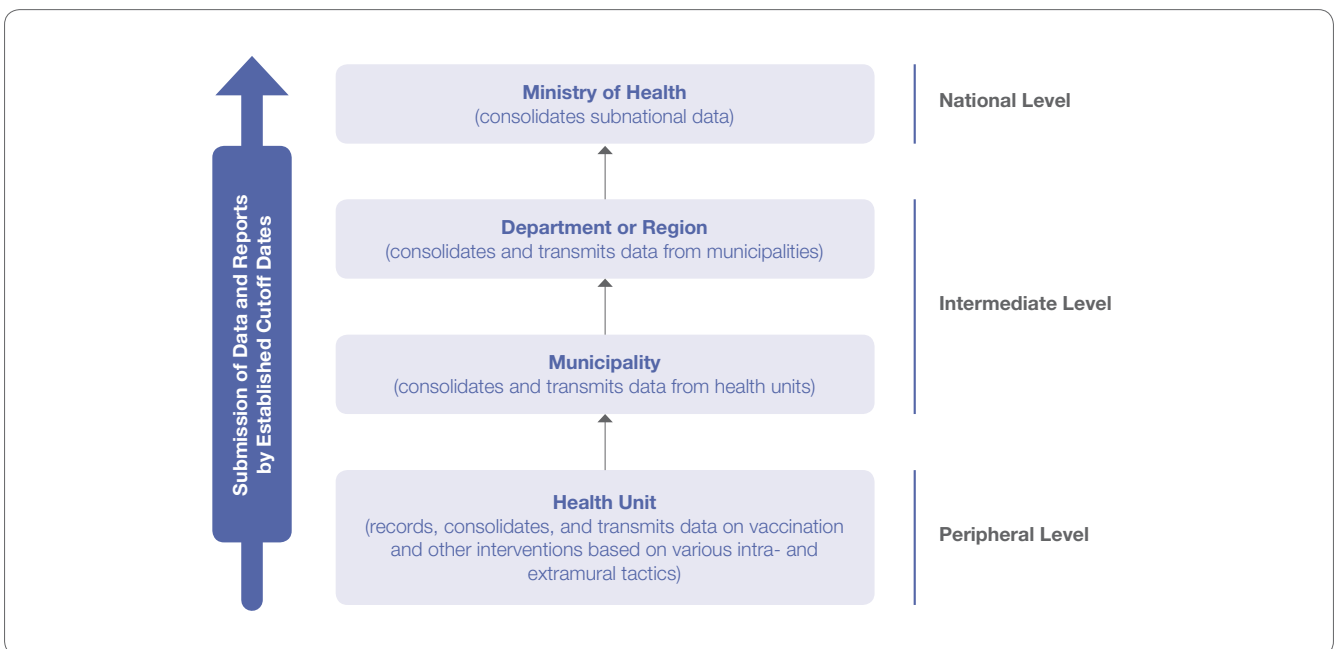 Submission of Data and Reports
by Established Cutoff Dates
Ministry of Health
(consolidates subnational data)
National Level
Department or Region
(consolidates and transmits data from municipalities)
Intermediate Level
Municipality
(consolidates and transmits data from health units)
Health Unit
(records, consolidates, and transmits data on vaccination
and other interventions based on various intra- and
extramural tactics)
Peripheral Level